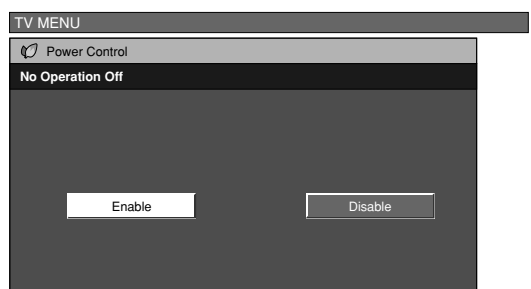 TV MENU
Power Control
No Operation Off
Enable Disable